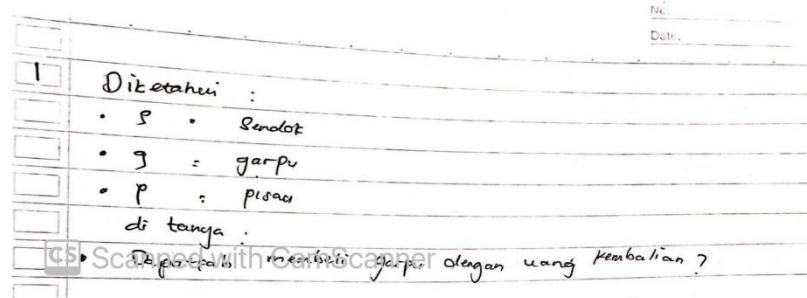 No.
Date.
1 Diketahui :
• s • Sendok
• g = garpu
• p : pisau
di tanya :
• Dapatkah membeli garpu dengan uang kembalian ?
CS Scanned with CamScanner